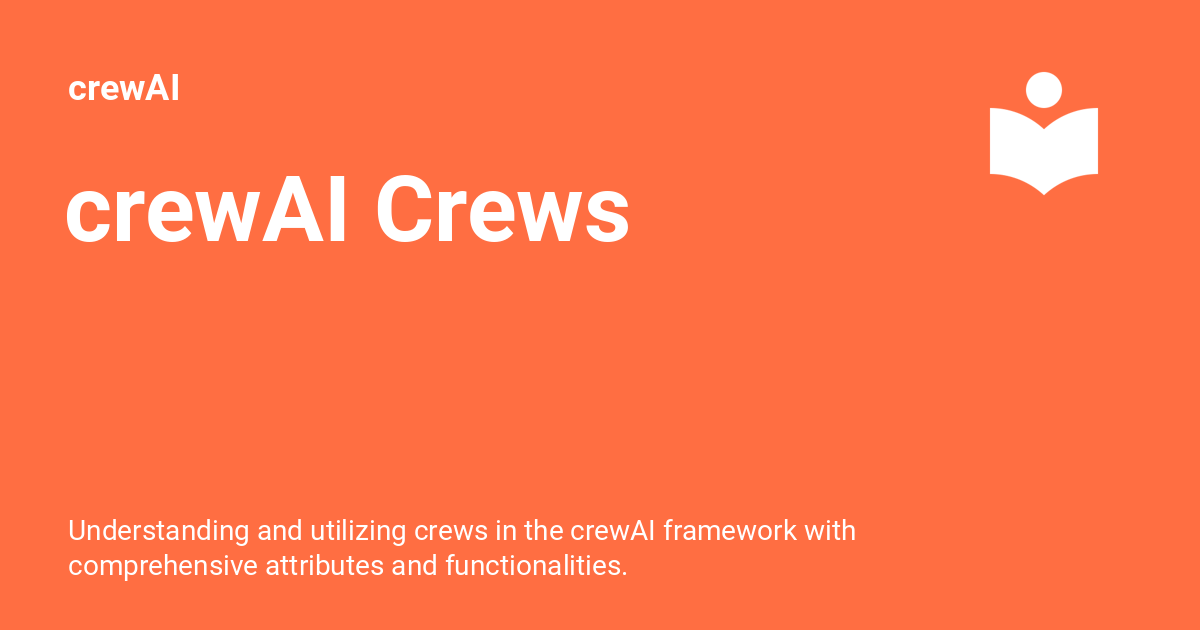 crewAI
crewAI Crews
Understanding and utilizing crews in the crewAI framework with
comprehensive attributes and functionalities.